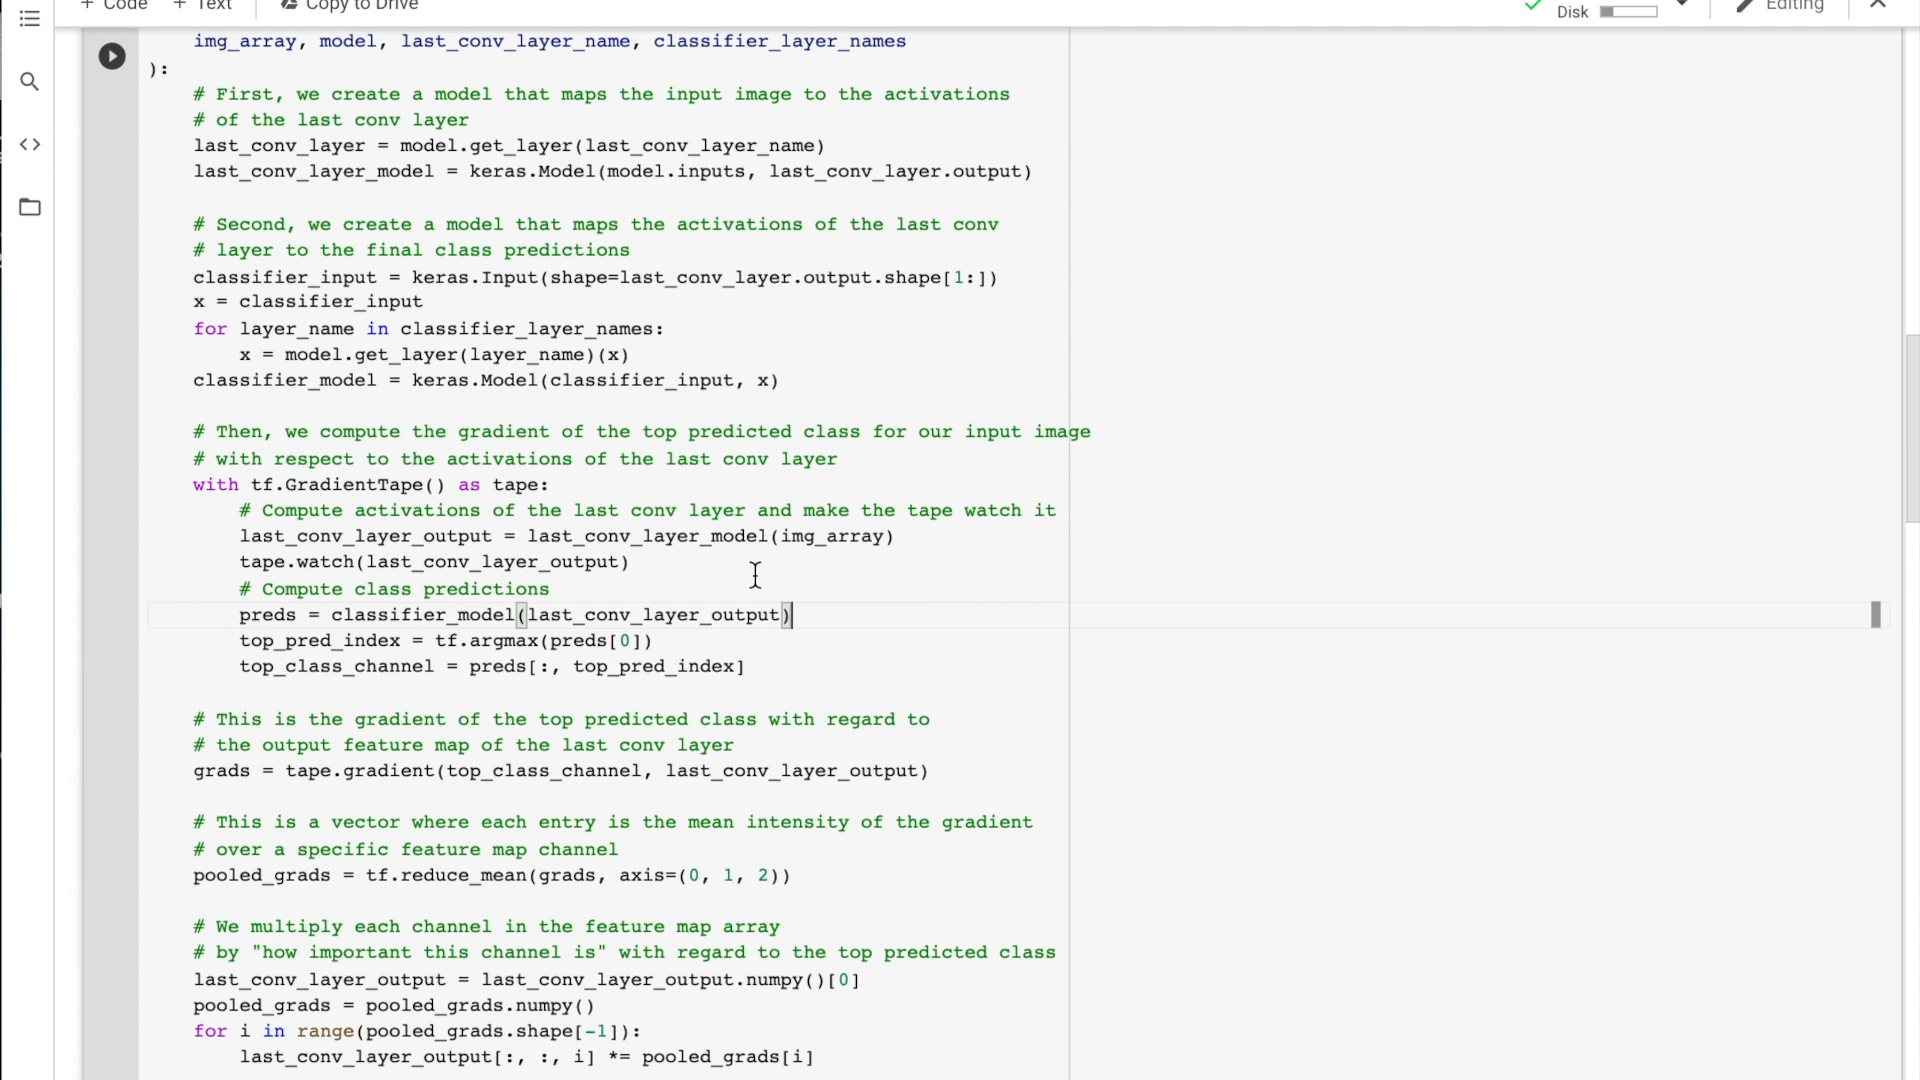 + Code + Text Copy to Drive Disk Editing
img_array, model, last_conv_layer_name, classifier_layer_names
):
# First, we create a model that maps the input image to the activations
# of the last conv layer
last_conv_layer = model.get_layer(last_conv_layer_name)
last_conv_layer_model = keras.Model(model.inputs, last_conv_layer.output)
# Second, we create a model that maps the activations of the last conv
# layer to the final class predictions
classifier_input = keras.Input(shape=last_conv_layer.output.shape[1:])
x = classifier_input
for layer_name in classifier_layer_names:
x = model.get_layer(layer_name)(x)
classifier_model = keras.Model(classifier_input, x)
# Then, we compute the gradient of the top predicted class for our input image
# with respect to the activations of the last conv layer
with tf.GradientTape() as tape:
# Compute activations of the last conv layer and make the tape watch it
last_conv_layer_output = last_conv_layer_model(img_array)
tape.watch(last_conv_layer_output)
# Compute class predictions
preds = classifier_model(last_conv_layer_output)
top_pred_index = tf.argmax(preds[0])
top_class_channel = preds[:, top_pred_index]
# This is the gradient of the top predicted class with regard to
# the output feature map of the last conv layer
grads = tape.gradient(top_class_channel, last_conv_layer_output)
# This is a vector where each entry is the mean intensity of the gradient
# over a specific feature map channel
pooled_grads = tf.reduce_mean(grads, axis=(0, 1, 2))
# We multiply each channel in the feature map array
# by "how important this channel is" with regard to the top predicted class
last_conv_layer_output = last_conv_layer_output.numpy()[0]
pooled_grads = pooled_grads.numpy()
for i in range(pooled_grads.shape[-1]):
last_conv_layer_output[:, :, i] *= pooled_grads[i]